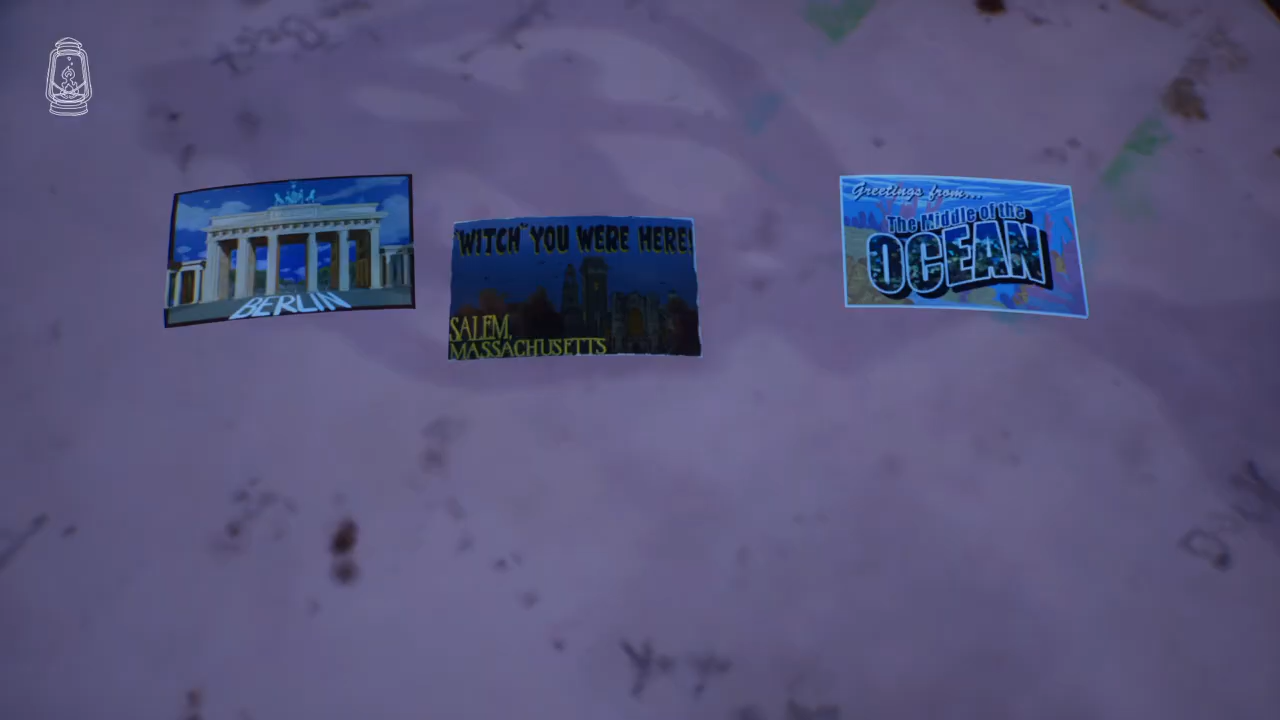 BERLIN
"WITCH" YOU WERE HERE!
SALEM,
MASSACHUSETTS
Greetings from...
The Middle of the
OCEAN